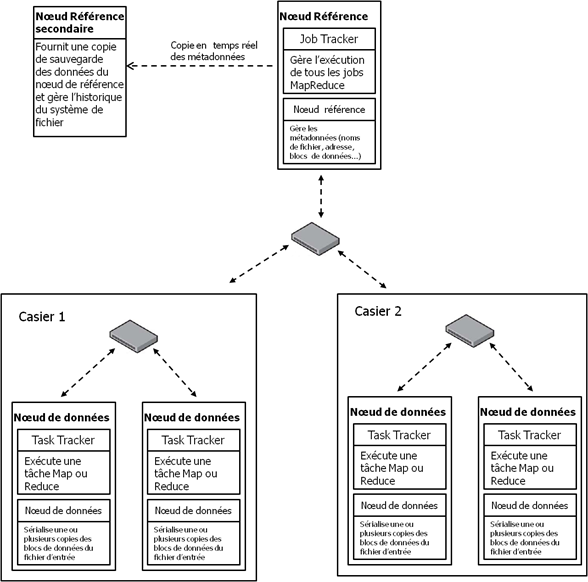 Nœud Référence
secondaire
Fournit une copie
de sauvegarde
des données du
nœud de référence
et gère l'historique
du système de
fichier
Copie en temps réel
des métadonnées
Nœud Référence
Job Tracker
Gère l'exécution
de tous les jobs
MapReduce
Nœud référence
Gère les
métadonnées (noms
de fichier, adresse,
blocs de données...)
Casier 1
Nœud de données
Task Tracker
Exécute une
tâche Map ou
Reduce
Nœud de données
Sérialise une ou
plusieurs copies des
blocs de données du
fichier d'entrée
Nœud de données
Task Tracker
Exécute une
tâche Map ou
Reduce
Nœud de données
Sérialise une ou
plusieurs copies des
blocs de données du
fichier d'entrée
Casier 2
Nœud de données
Task Tracker
Exécute une
tâche Map ou
Reduce
Nœud de données
Sérialise une ou
plusieurs copies des
blocs de données du
fichier d'entrée
Nœud de données
Task Tracker
Exécute une
tâche Map ou
Reduce
Nœud de données
Sérialise une ou
plusieurs copies des
blocs de données du
fichier d'entrée